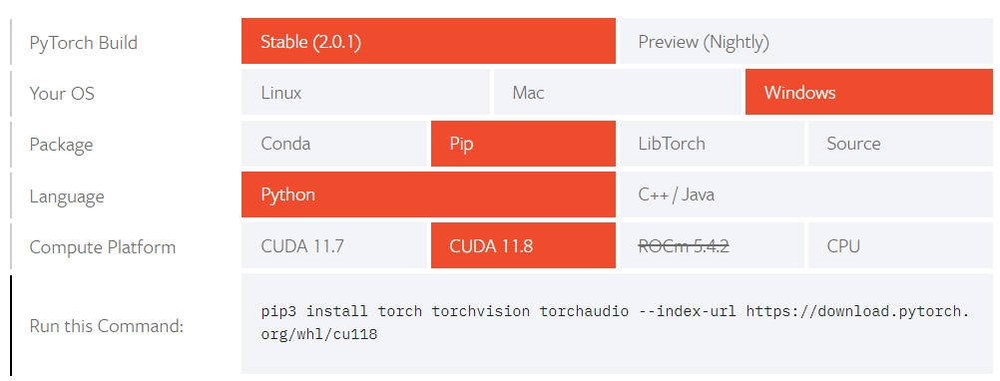 PyTorch Build Stable (2.0.1) Preview (Nightly)
Your OS Linux Mac Windows
Package Conda Pip LibTorch Source
Language Python C++ / Java
Compute Platform CUDA 11.7 CUDA 11.8 ROCm 5.4.2 CPU
Run this Command:
pip3 install torch torchvision torchaudio --index-url https://download.pytorch.
org/whl/cu118